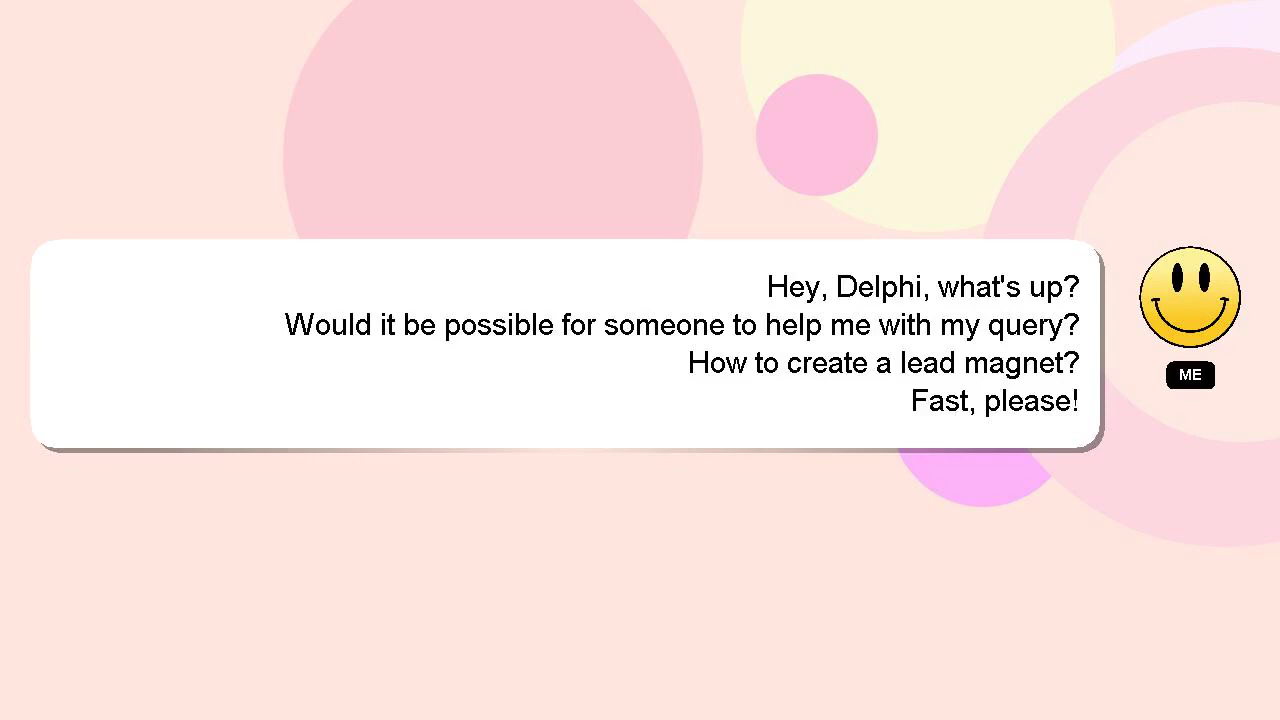 Hey, Delphi, what's up?
Would it be possible for someone to help me with my query?
How to create a lead magnet?
Fast, please!
ME